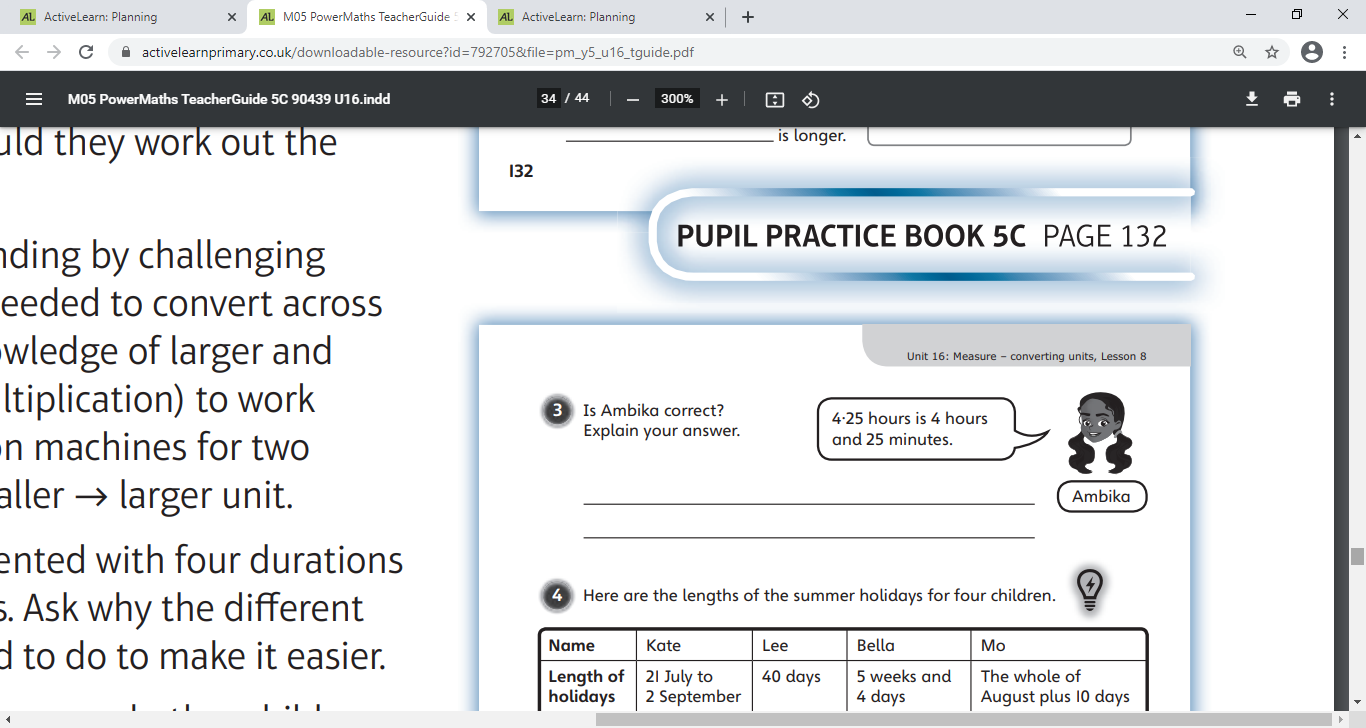 ActiveLearn: Planning
M05 PowerMaths TeacherGuide 5
ActiveLearn: Planning
activelearnprimary.co.uk/downloadable-resource?id=792705&file=pm_y5_u16_tguide.pdf
M05 PowerMaths TeacherGuide 5C 90439 U16.indd
34 / 44
300%
uld they work out the
nding by challenging
eeded to convert across
owledge of larger and
ltiplication) to work
on machines for two
aller → larger unit.
ented with four durations
s. Ask why the different
d to do to make it easier.
is longer.
132
PUPIL PRACTICE BOOK 5C PAGE 132
Unit 16: Measure – converting units, Lesson 8
3 Is Ambika correct?
Explain your answer.
4·25 hours is 4 hours
and 25 minutes.
Ambika
4 Here are the lengths of the summer holidays for four children.
Name Kate Lee Bella Mo
Length of holidays 21 July to 2 September 40 days 5 weeks and 4 days The whole of August plus 10 days